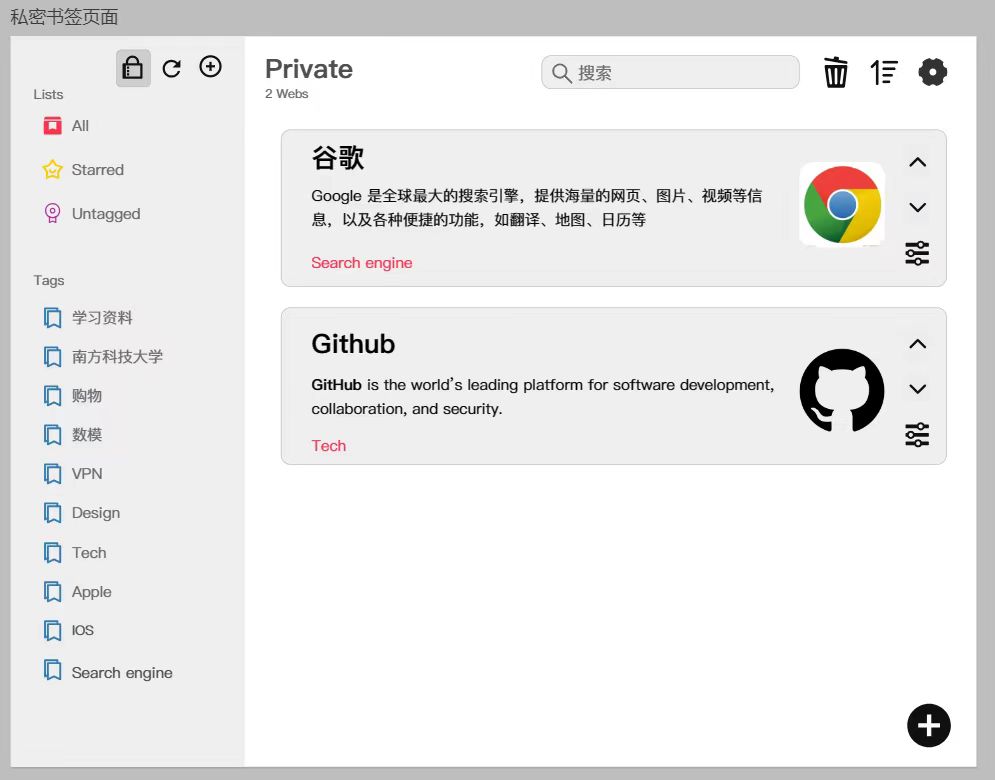 私密书签页面
Lists
All
Starred
Untagged
Tags
学习资料
南方科技大学
购物
数模
VPN
Design
Tech
Apple
IOS
Search engine
Private
2 Webs
搜索
谷歌
Google 是全球最大的搜索引擎，提供海量的网页、图片、视频等信
息，以及各种便捷的功能，如翻译、地图、日历等
Search engine
Github
GitHub is the world's leading platform for software development,
collaboration, and security.
Tech